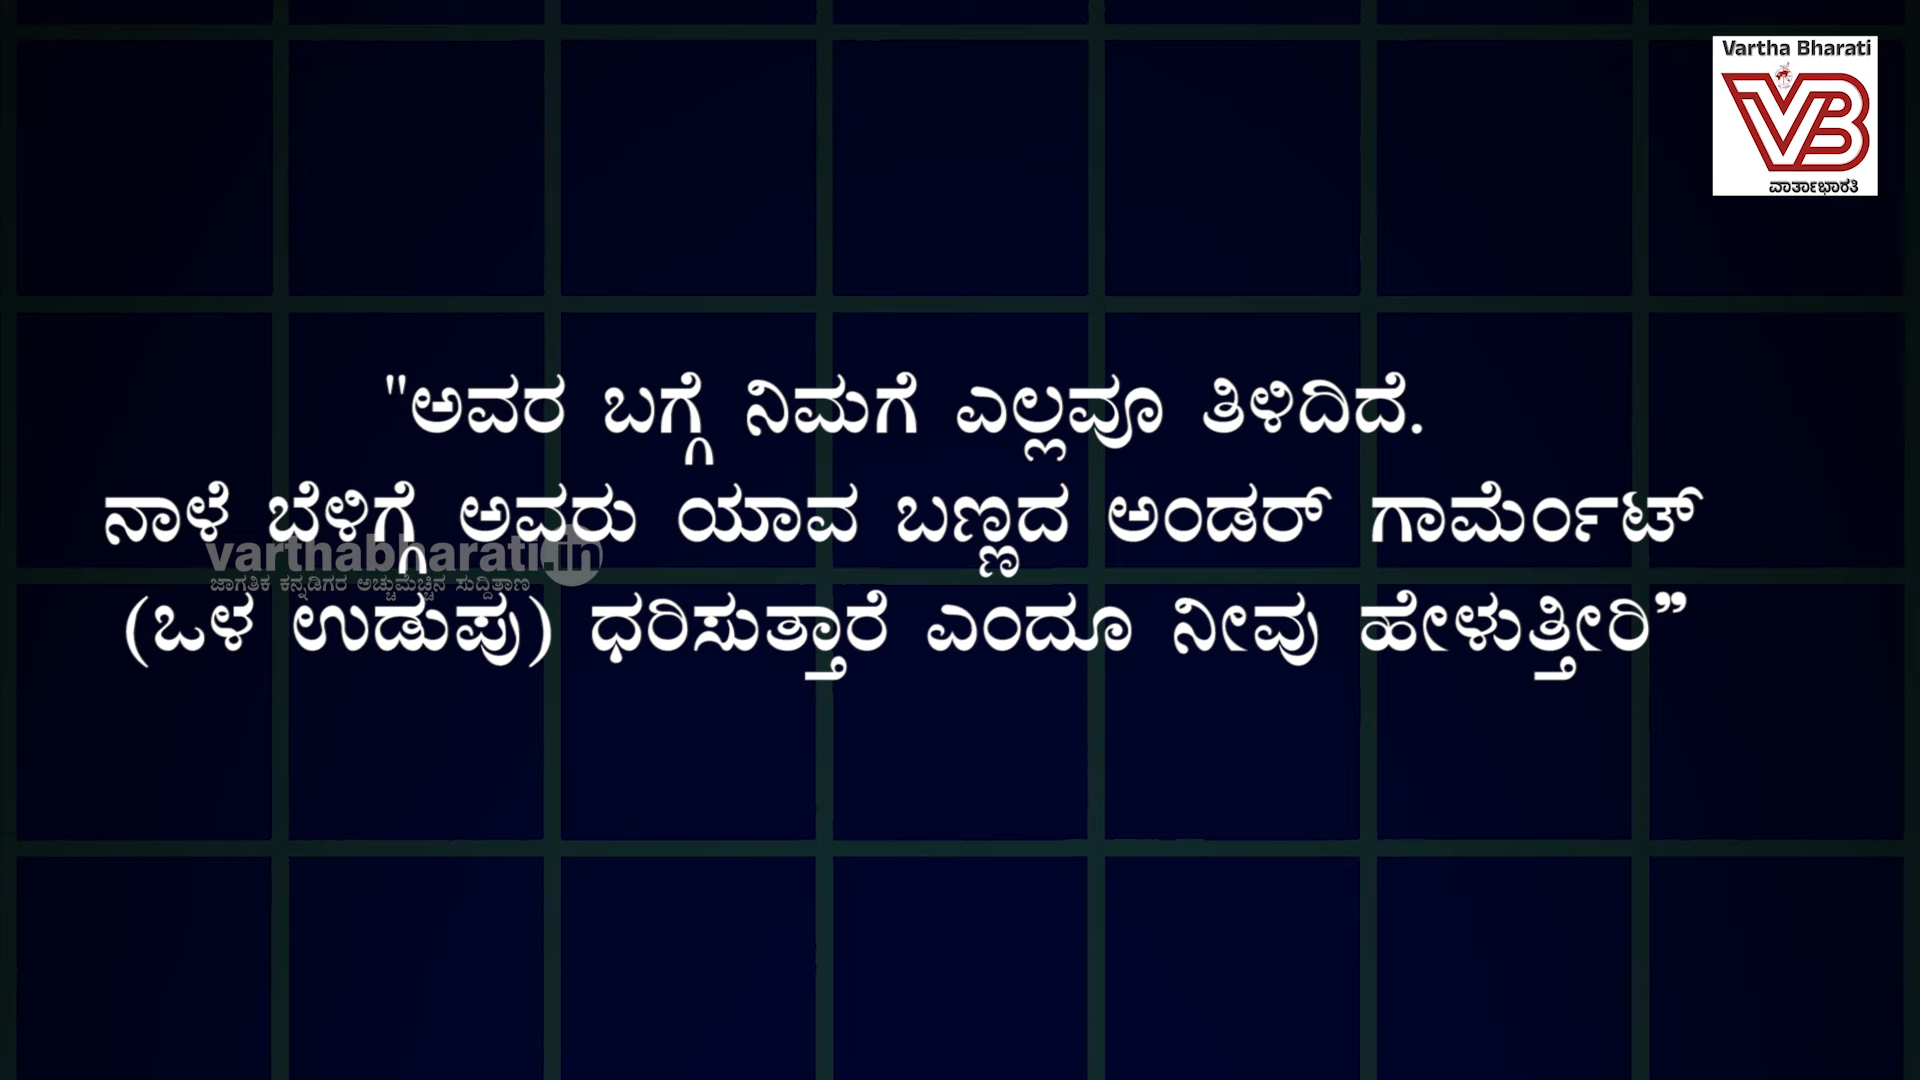 Vartha Bharati
VB
ವಾರ್ತಾಭಾರತಿ
"ಅವರ ಬಗ್ಗೆ ನಿಮಗೆ ಎಲ್ಲವೂ ತಿಳಿದಿದೆ.
ನಾಳೆ ಬೆಳಿಗ್ಗೆ ಅವರು ಯಾವ ಬಣ್ಣದ ಅಂಡರ್ ಗಾರ್ಮೆಂಟ್
varthabharati.in
ಜಾಗತಿಕ ಕನ್ನಡಿಗರ ಅಚ್ಚುಮೆಚ್ಚಿನ ಸುದ್ದಿತಾಣ
(ಒಳ ಉಡುಪು) ಧರಿಸುತ್ತಾರೆ ಎಂದೂ ನೀವು ಹೇಳುತ್ತೀರಿ”